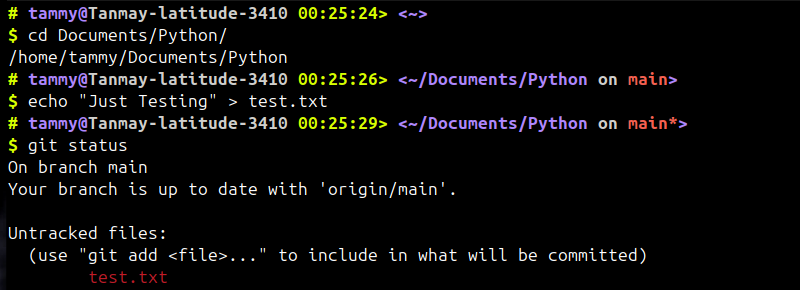 # tammy@Tanmay-latitude-3410 00:25:24> <~>
$ cd Documents/Python/
/home/tammy/Documents/Python
# tammy@Tanmay-latitude-3410 00:25:26> <~/Documents/Python on main>
$ echo "Just Testing" > test.txt
# tammy@Tanmay-latitude-3410 00:25:29> <~/Documents/Python on main*>
$ git status
On branch main
Your branch is up to date with 'origin/main'.
Untracked files:
  (use "git add <file>..." to include in what will be committed)
        test.txt